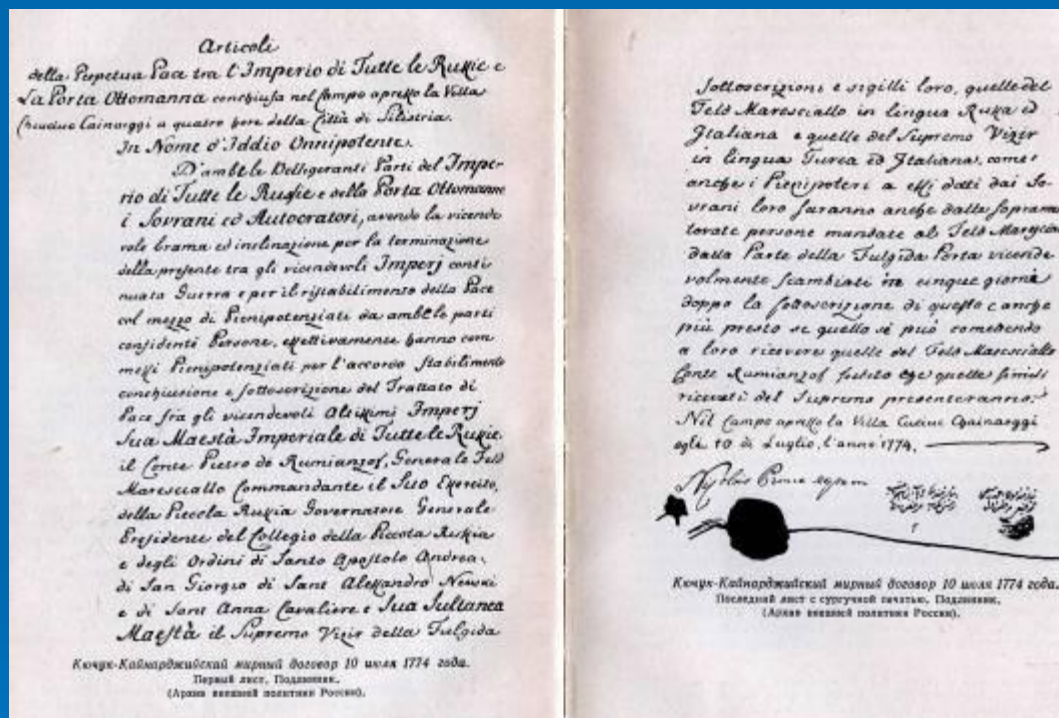 Articoli
della Perpetua Pace tra l'Imperio di Tutte le Russie e
La Porta Ottomanna conchiusa nel Campo apresso la Villa
Cainarggi a quatro hore della Città di Silistria.
In Nome d'Iddio Onnipotente.
D'ambe le Belligeranti Parti del Impe-
rio di Tutte le Russie e della Porta Ottomanna
i Sovrani ed Autocratori, avendo la vicende-
vole brama ed inclinazione per la terminazione
della presente tra gli vicendevoli Imperj conti-
nuata Guerra e per il ristabilimento della Pace
col mezzo di Plenipotenziati da ambe le parti
confidenti Persone, effettivamente hanno com-
messi Plenipotenziati per l'accordo stabilimento
conchiusione e sottoscrizione del Trattato di
Pace fra gli vicendevoli Altissimi Imperj
Sua Maestà Imperiale di Tutte le Russie.
il Conte Pietro de Rumianzof, Generale Feld
Maresciallo Commandante il Suo Esercito,
della Piccola Russia Governatore Generale
Presidente del Collegio della Piccola Russia
e degli Ordini di Santo Apostolo Andrea,
di San Giorgio di Sant Alessandro Newski
e di Sant Anna Cavaliere e Sua Sultanea
Maestà il Supremo Vizir della Fulgida
Кючук-Кайнарджийский мирный договор 10 июля 1774 года.
Первый лист. Подлинник.
(Архив внешней политики России).
Sottoscrizioni e sigilli loro, quelle del
Feld Maresciallo in lingua Russa ed
Italiana e quelle del Supremo Vizir
in lingua Turca ed Italiana, come
anche i Plenipoteri a essi dati dai So-
vrani loro saranno anche dalle sopramen-
tovate persone mandate al Feld Maresciallo
dalla Parte della Fulgida Porta vicende-
volmente scambiati in cinque giorni
doppo la sottoscrizione di questo e anche
più presto se quello si può
a loro ricevere quelle del Feld Maresciallo
Conte Rumianzof che quelle simili
ricevuti del Supremo presenteranno.
Nel Campo apresso la Villa Cainarggi
egli 10 di Luglio, l'anno 1774.
Кючук-Кайнарджийский мирный договор 10 июля 1774 года.
Последний лист с сургучной печатью. Подлинник.
(Архив внешней политики России).